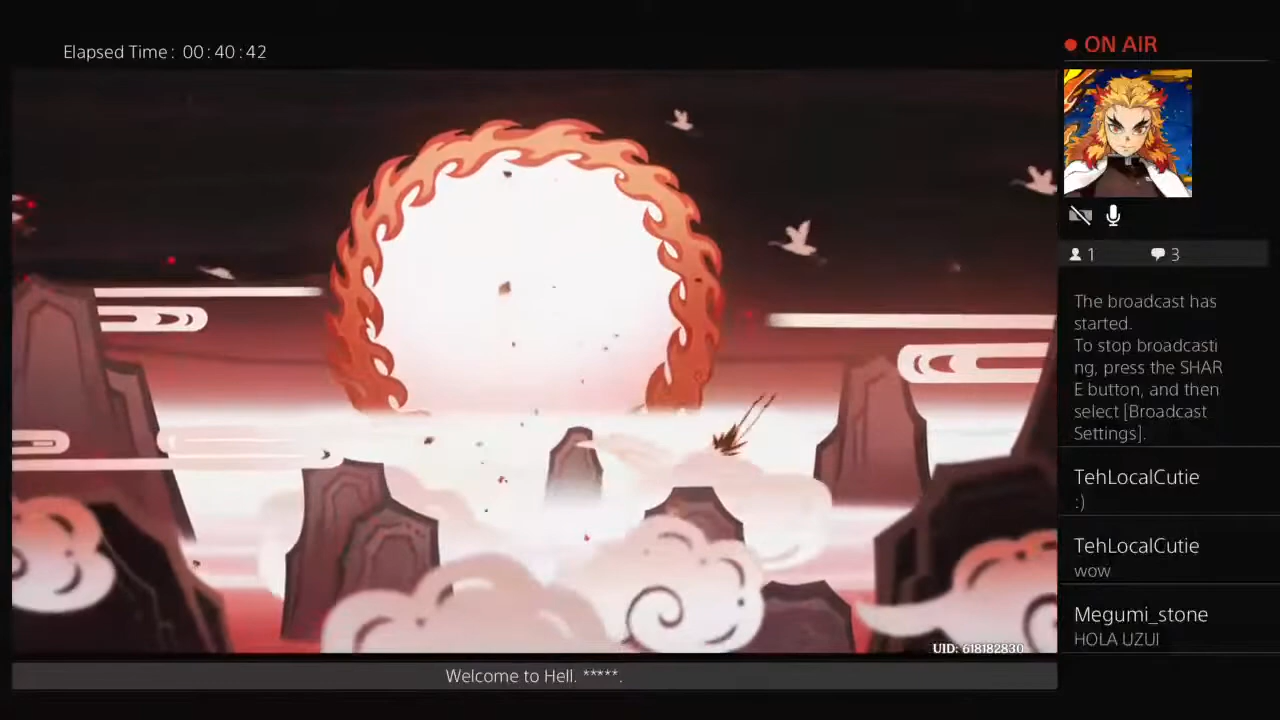 Elapsed Time: 00:40:42
ON AIR
1
3
The broadcast has
started.
To stop broadcasti
ng, press the SHAR
E button, and then
select [Broadcast
Settings].
TehLocalCutie
:)
TehLocalCutie
wow
Megumi_stone
HOLA UZUI
UID: 618182830
Welcome to Hell. *****.